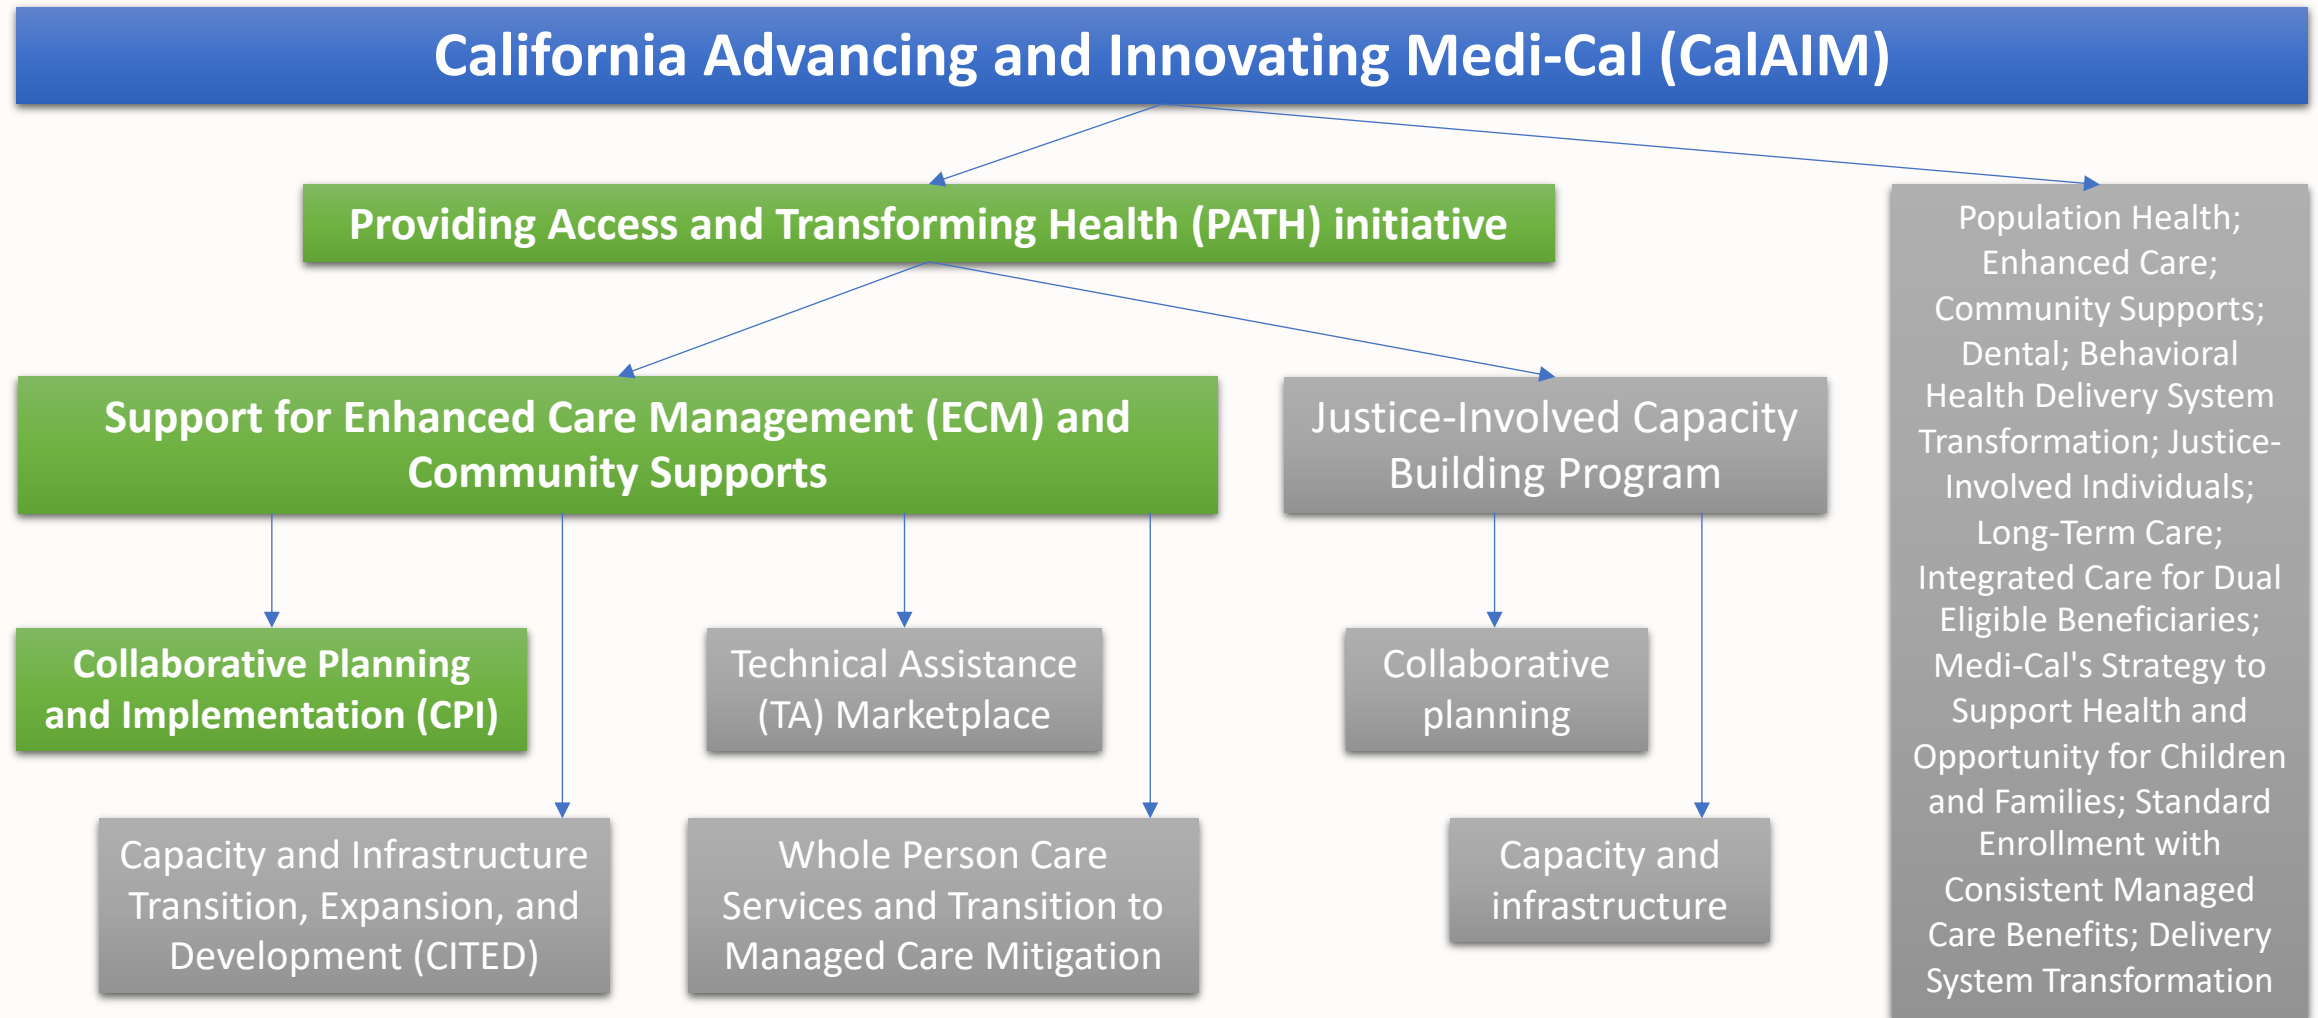 California Advancing and Innovating Medi-Cal (CalAIM)
Providing Access and Transforming Health (PATH) initiative
Support for Enhanced Care Management (ECM) and
Community Supports
Justice-Involved Capacity
Building Program
Collaborative Planning
and Implementation (CPI)
Technical Assistance
(TA) Marketplace
Collaborative
planning
Capacity and Infrastructure
Transition, Expansion, and
Development (CITED)
Whole Person Care
Services and Transition to
Managed Care Mitigation
Capacity and
infrastructure
Population Health;
Enhanced Care;
Community Supports;
Dental; Behavioral
Health Delivery System
Transformation; Justice-
Involved Individuals;
Long-Term Care;
Integrated Care for Dual
Eligible Beneficiaries;
Medi-Cal's Strategy to
Support Health and
Opportunity for Children
and Families; Standard
Enrollment with
Consistent Managed
Care Benefits; Delivery
System Transformation